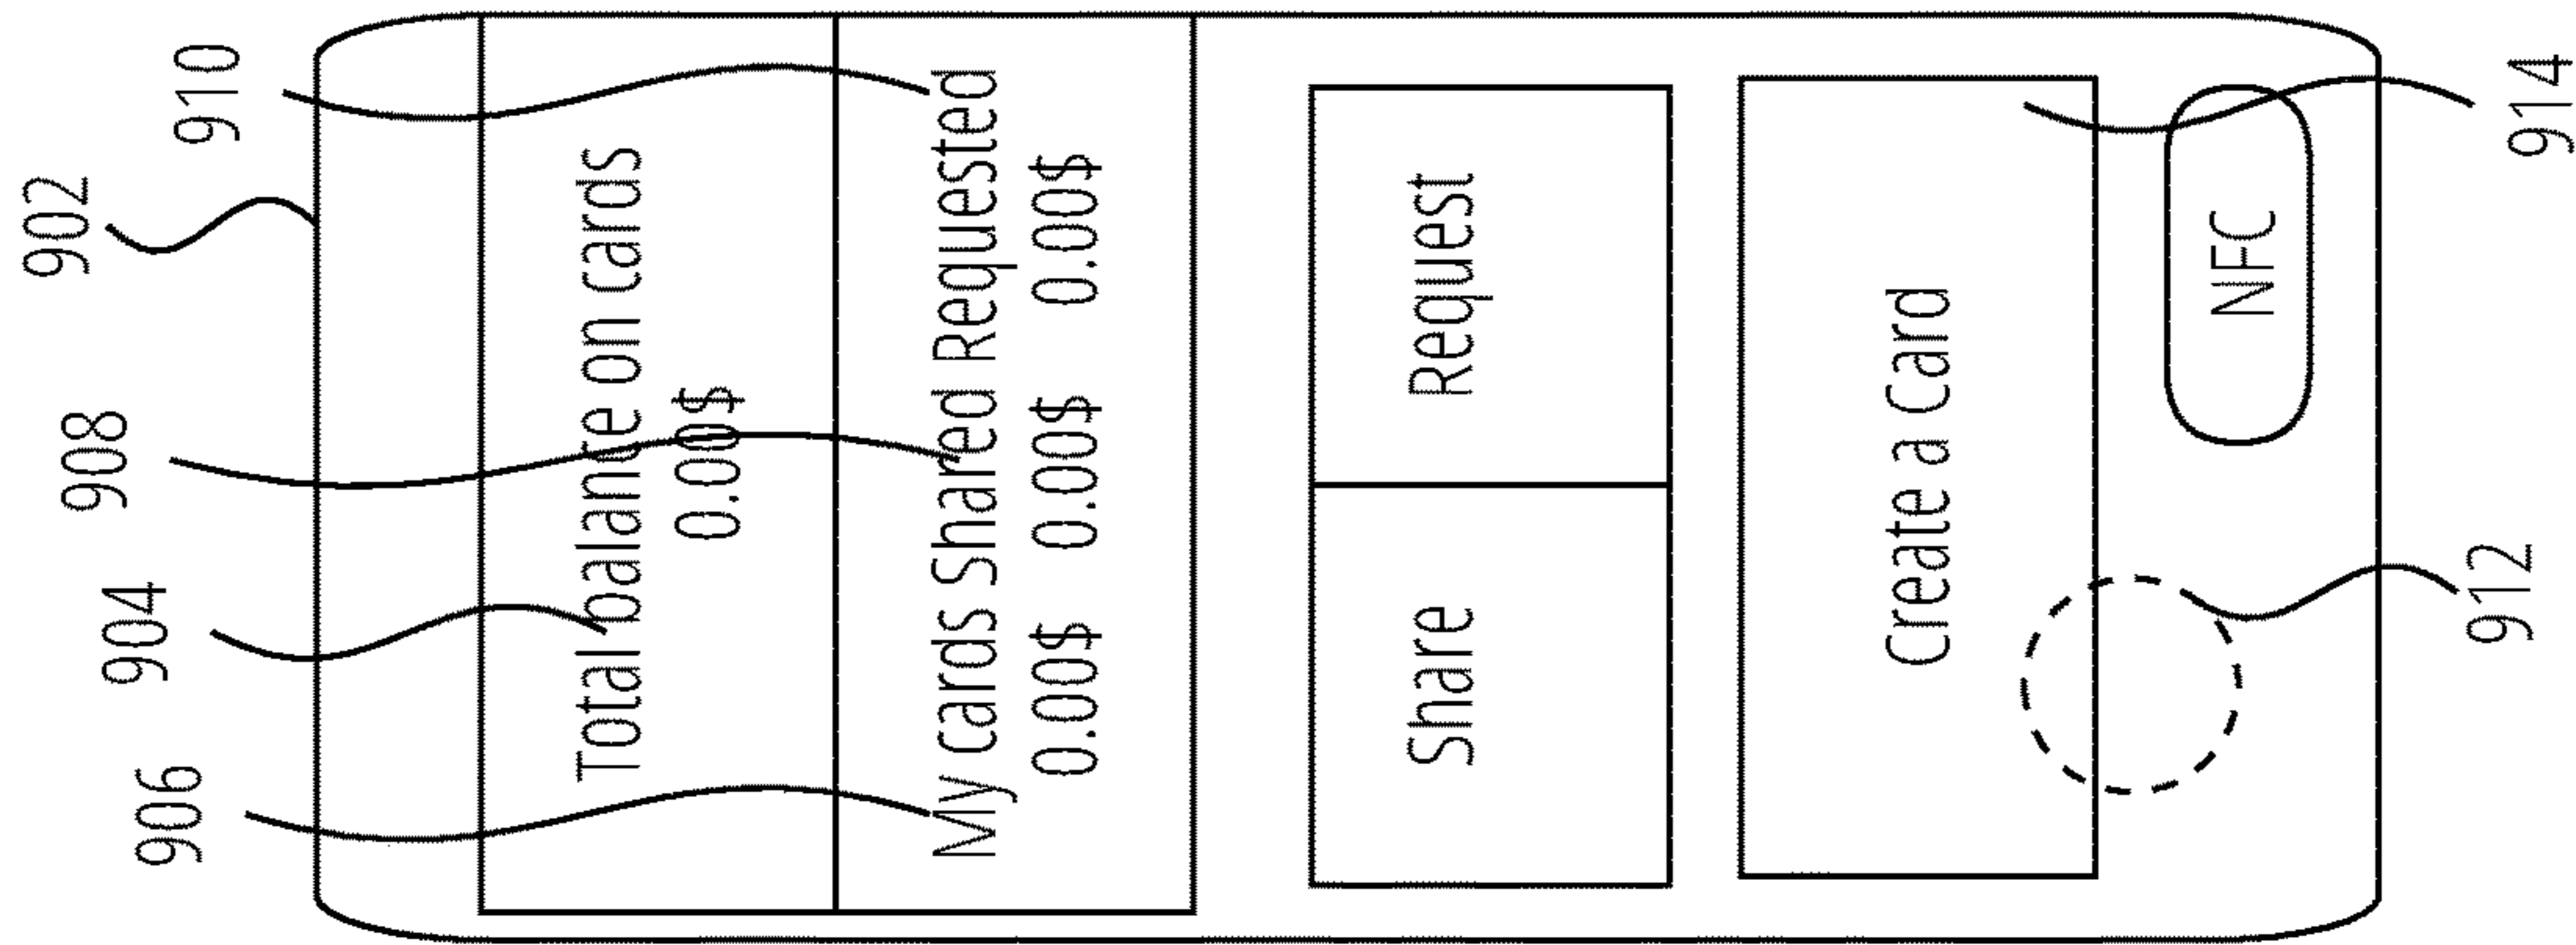 902
908
904
906
910
Total balance on cards
0.00$
My cards Shared Requested
0.00$ 0.00$ 0.00$
Share Request
Create a Card
NFC
912
914